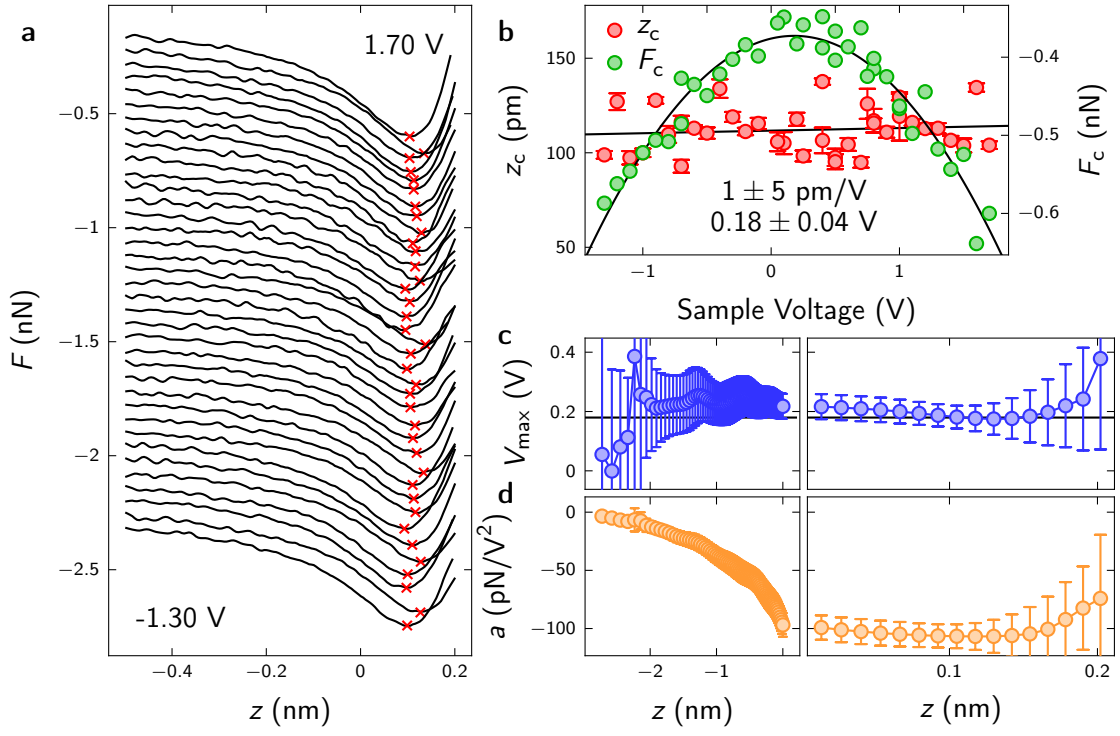 a
1.70 V
-1.30 V
−0.5
−1
−1.5
−2
−2.5
F (nN)
−0.4
−0.2
0
0.2
z (nm)
b
z_c
F_c
150
100
50
z_c (pm)
−0.4
−0.5
−0.6
F_c (nN)
1 ± 5 pm/V
0.18 ± 0.04 V
−1
0
1
Sample Voltage (V)
c
0.4
0.2
0
V_max (V)
d
0
−50
−100
a (pN/V²)
−2
−1
z (nm)
0.1
0.2
z (nm)